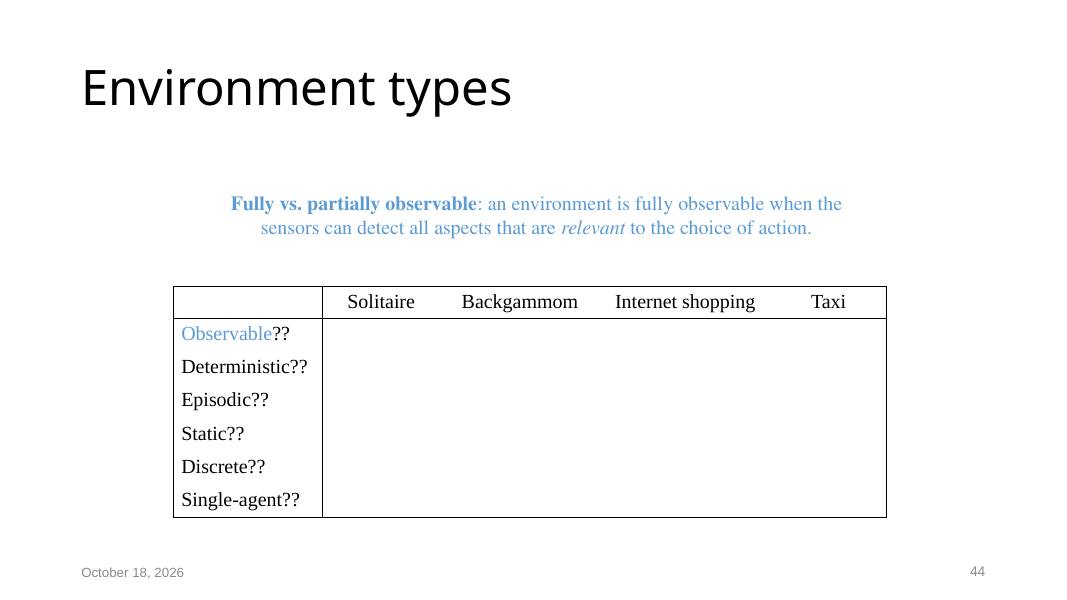 Environment types
Fully vs. partially observable: an environment is fully observable when the
sensors can detect all aspects that are relevant to the choice of action.
Solitaire Backgammom Internet shopping Taxi
Observable??
Deterministic??
Episodic??
Static??
Discrete??
Single-agent??
October 18, 2026 44